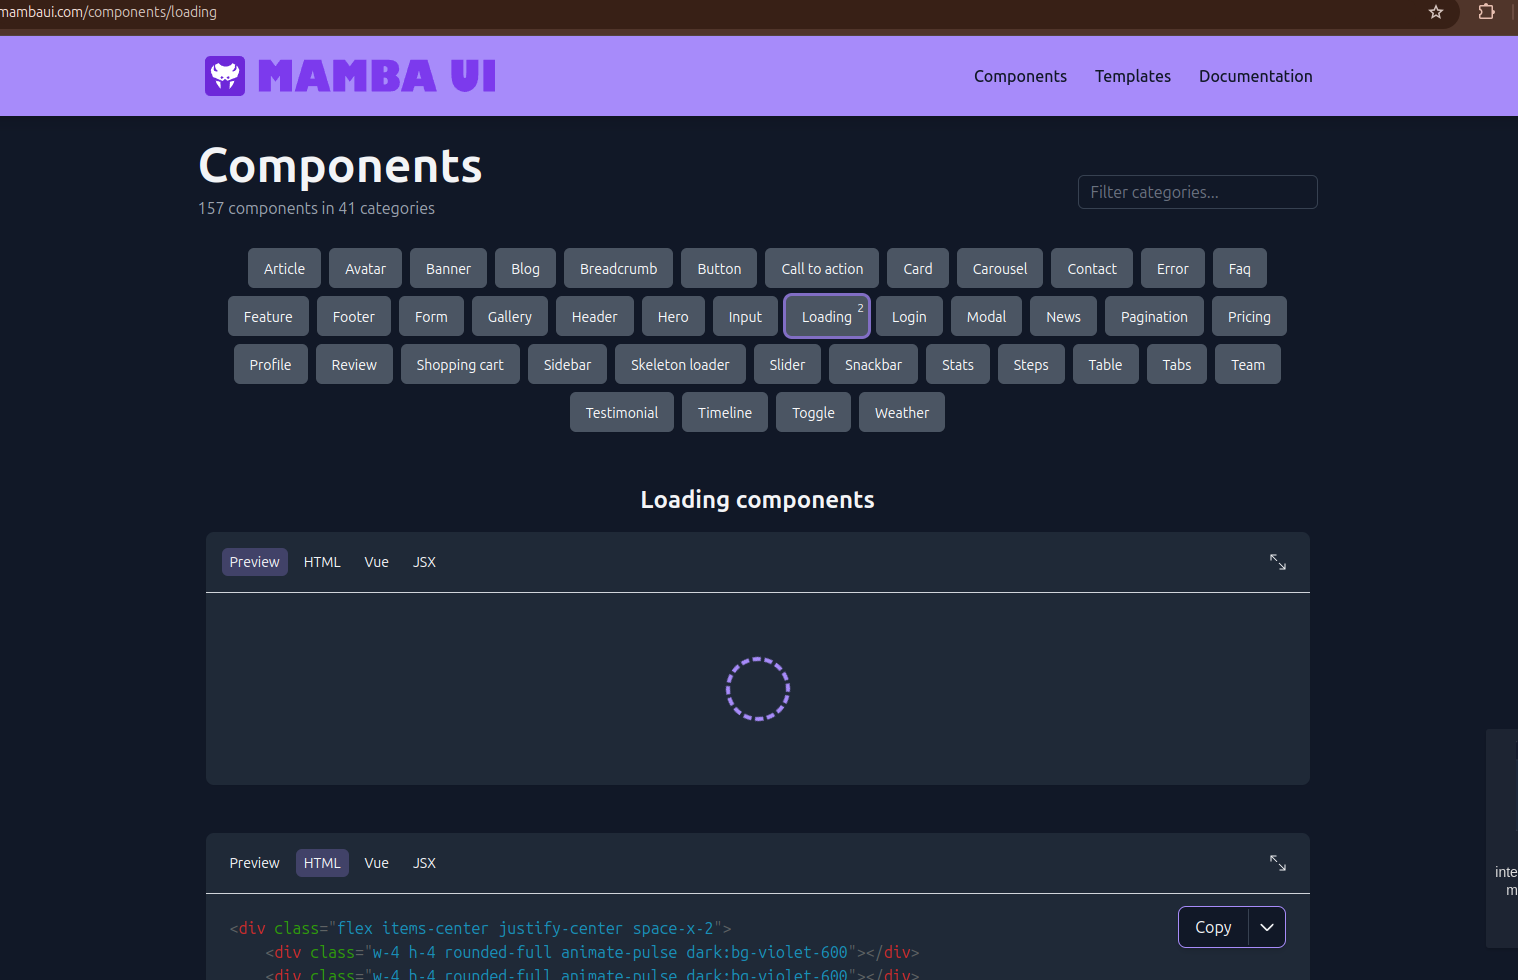 mambaui.com/components/loading
MAMBA UI
Components Templates Documentation
Components
157 components in 41 categories
Filter categories...
Article Avatar Banner Blog Breadcrumb Button Call to action Card Carousel Contact Error Faq
Feature Footer Form Gallery Header Hero Input Loading 2 Login Modal News Pagination Pricing
Profile Review Shopping cart Sidebar Skeleton loader Slider Snackbar Stats Steps Table Tabs Team
Testimonial Timeline Toggle Weather
Loading components
Preview HTML Vue JSX
Preview HTML Vue JSX
<div class="flex items-center justify-center space-x-2">
Copy
<div class="w-4 h-4 rounded-full animate-pulse dark:bg-violet-600"></div>
<div class="w-4 h-4 rounded-full animate-pulse dark:bg-violet-600"></div>
inte
m